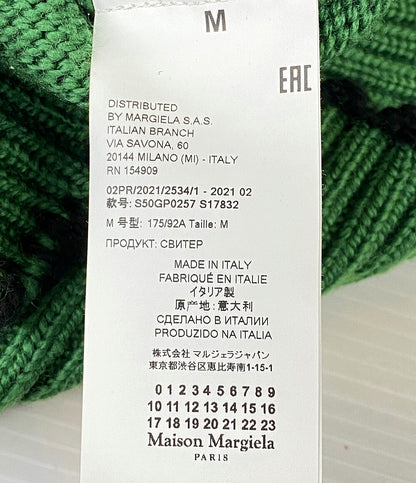 M
EAC
DISTRIBUTED
BY MARGIELA S.A.S.
ITALIAN BRANCH
VIA SAVONA, 60
20144 MILANO (MI) - ITALY
RN 154909
02PR/2021/2534/1 - 2021 02
款号: S50GP0257 S17832
M 号型: 175/92A Taille: M
ПРОДУКТ: СВИТЕР
MADE IN ITALY
FABRIQUÉ EN ITALIE
イタリア製
原产地: 意大利
СДЕЛАНО В ИТАЛИИ
PRODUZIDO NA ITALIA
株式会社 マルジェラジャパン
東京都渋谷区恵比寿南1-15-1
0 1 2 3 4 5 6 7 8 9
10 11 12 13 14 15 16
17 18 19 20 21 22 23
Maison Margiela
PARIS